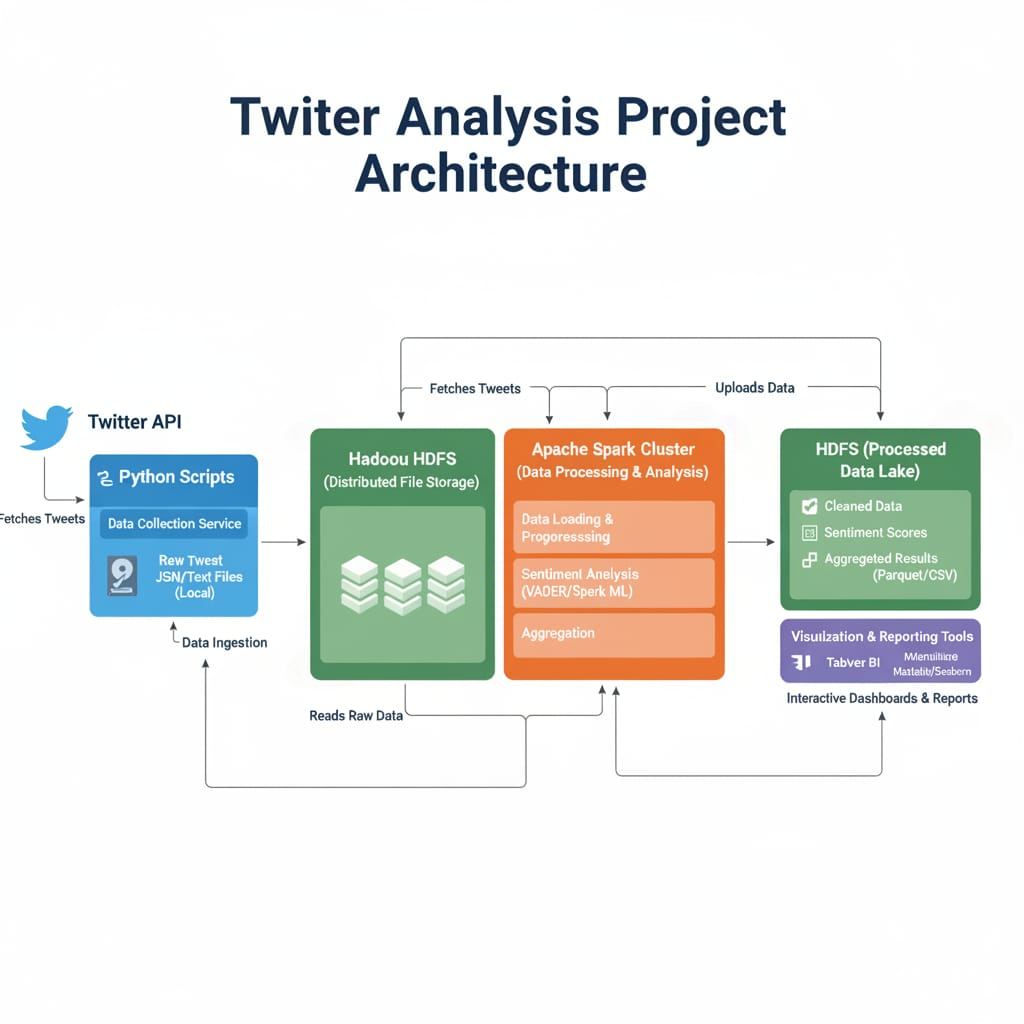 Twiter Analysis Project
Architecture
Fetches Tweets
Uploads Data
Twitter API
Fetches Tweets
Python Scripts
Data Collection Service
Rew Twest
JSN/Text Files
(Local)
Data Ingestion
Hadoou HDFS
(Distributed File Storage)
Reads Raw Data
Apache Spark Cluster
(Data Processing & Analysis)
Data Loading &
Progoresssing
Sentiment Analysis
(VADER/Sperk ML)
Aggregation
HDFS (Processed
Data Lake)
Cleaned Data
Sentiment Scores
Aggregeted Results
(Parquet/CSV)
Visuilzation & Reporting Tools
Tabver BI
Interactive Dashboards & Reports